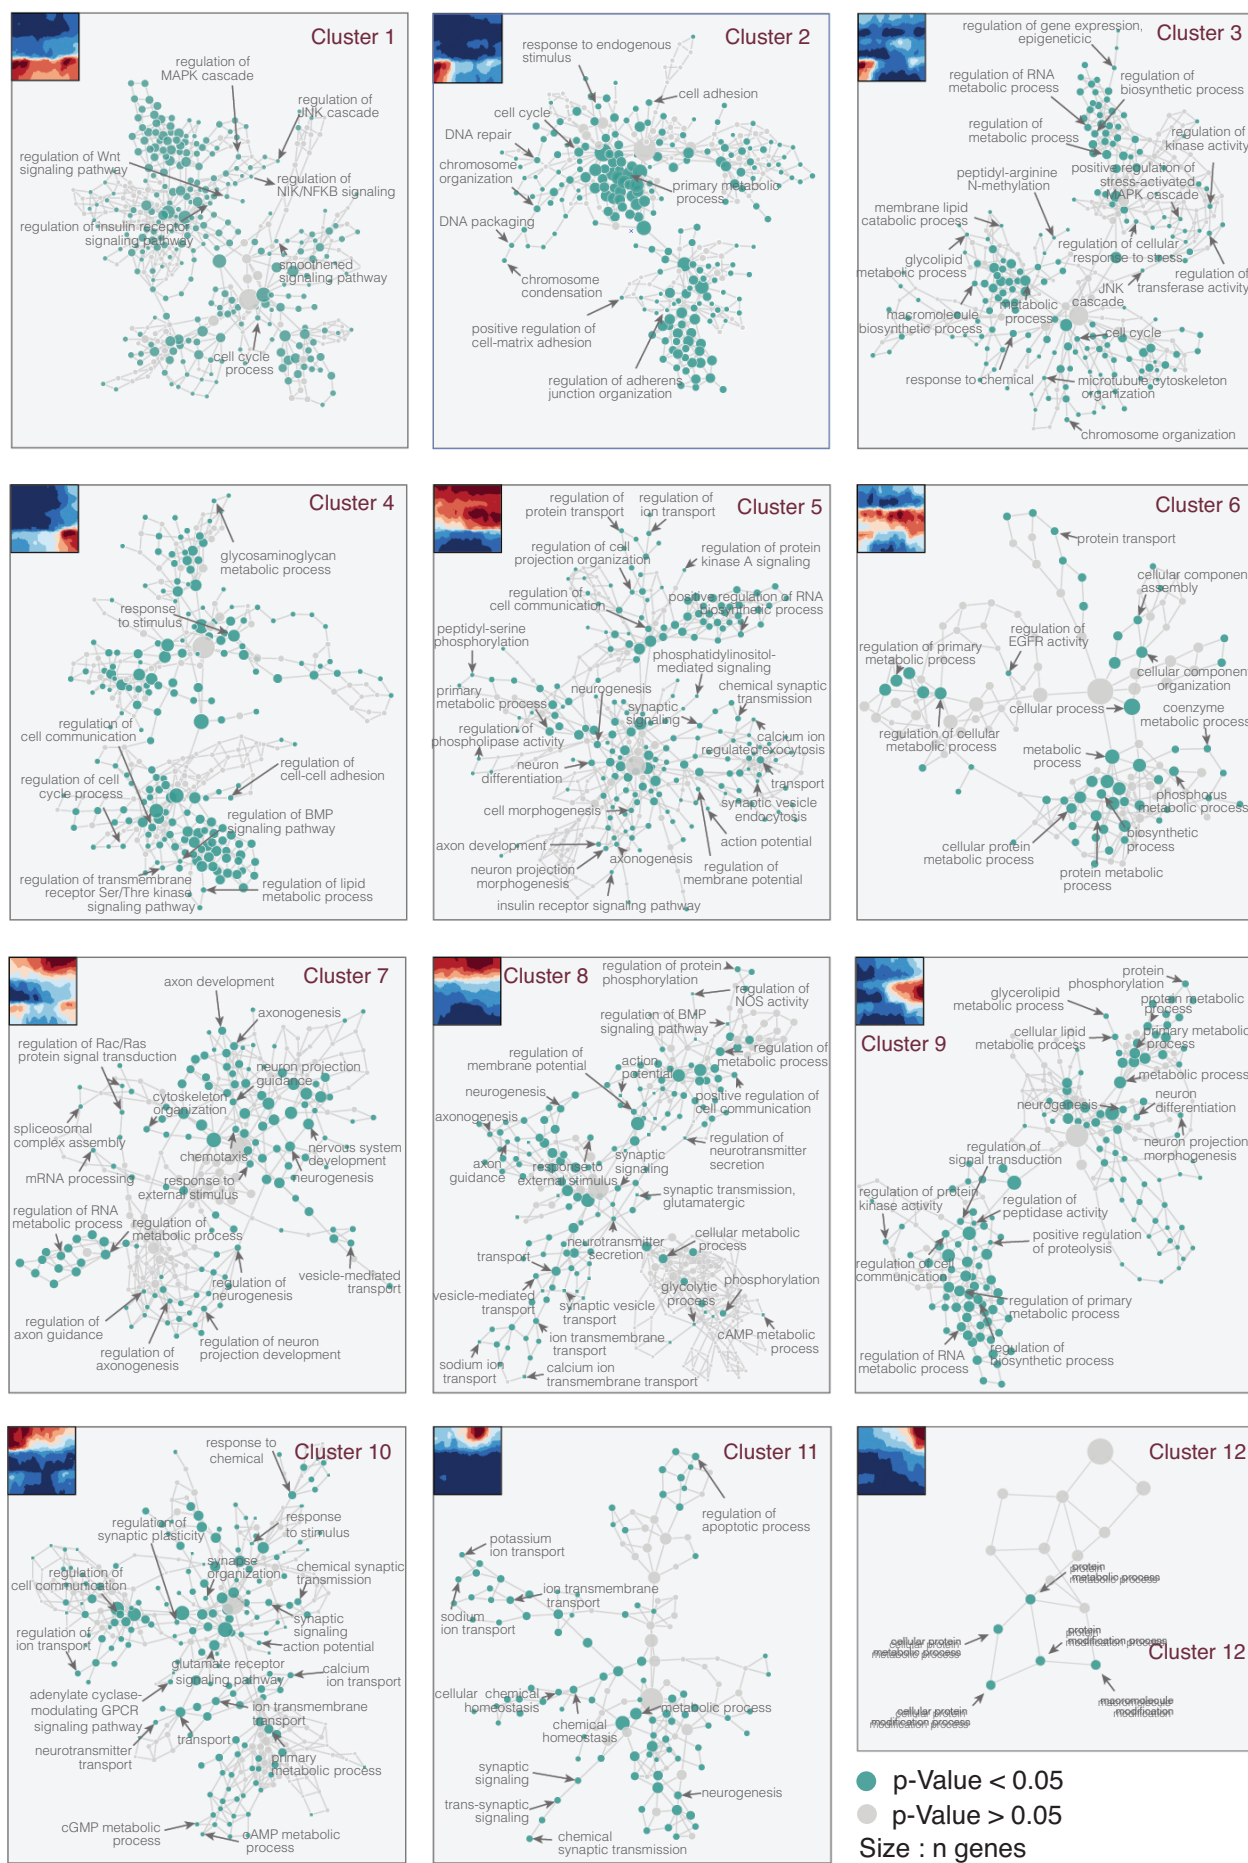 Cluster 1
regulation of
MAPK cascade
regulation of
JNK cascade
regulation of Wnt
signaling pathway
regulation of
NIK/NFKB signaling
regulation of insulin receptor
signaling pathway
smoothened
signaling pathway
cell cycle
process
Cluster 2
response to endogenous
stimulus
cell adhesion
cell cycle
DNA repair
chromosome
organization
primary metabolic
process
DNA packaging
chromosome
condensation
positive regulation of
cell-matrix adhesion
regulation of adherens
junction organization
Cluster 3
regulation of gene expression,
epigeneticic
regulation of RNA
metabolic process
regulation of
biosynthetic process
regulation of
metabolic process
regulation of
kinase activity
peptidyl-arginine
N-methylation
positive regulation of
stress-activated
MAPK cascade
membrane lipid
catabolic process
regulation of cellular
response to stress
glycolipid
metabolic process
regulation of
transferase activity
JNK
cascade
metabolic
process
macromolecule
biosynthetic process
cell cycle
response to chemical
microtubule cytoskeleton
organization
chromosome organization
Cluster 4
glycosaminoglycan
metabolic process
response
to stimulus
regulation of
cell communication
regulation of cell
cycle process
regulation of
cell-cell adhesion
regulation of BMP
signaling pathway
regulation of transmembrane
receptor Ser/Thre kinase
signaling pathway
regulation of lipid
metabolic process
Cluster 5
regulation of
protein transport
regulation of
ion transport
regulation of cell
projection organization
regulation of protein
kinase A signaling
regulation of
cell communication
positive regulation of RNA
biosynthetic process
peptidyl-serine
phosphorylation
phosphatidylinositol-
mediated signaling
primary
metabolic process
neurogenesis
synaptic
signaling
chemical synaptic
transmission
regulation of
phospholipase activity
calcium ion
regulated exocytosis
neuron
differentiation
transport
cell morphogenesis
synaptic vesicle
endocytosis
axon development
axonogenesis
action potential
neuron projection
morphogenesis
regulation of
membrane potential
insulin receptor signaling pathway
Cluster 6
protein transport
cellular component
assembly
regulation of
EGFR activity
regulation of primary
metabolic process
cellular component
organization
cellular process
coenzyme
metabolic process
regulation of cellular
metabolic process
metabolic
process
phosphorus
metabolic process
biosynthetic
process
cellular protein
metabolic process
protein metabolic
process
Cluster 7
axon development
axonogenesis
regulation of Rac/Ras
protein signal transduction
neuron projection
guidance
cytoskeleton
organization
spliceosomal
complex assembly
chemotaxis
nervous system
development
mRNA processing
response to
external stimulus
neurogenesis
regulation of RNA
metabolic process
regulation of
metabolic process
regulation of
neurogenesis
vesicle-mediated
transport
regulation of
axon guidance
regulation of
axonogenesis
regulation of neuron
projection development
Cluster 8
regulation of protein
phosphorylation
regulation of
NOS activity
regulation of BMP
signaling pathway
regulation of
membrane potential
action
potential
regulation of
metabolic process
neurogenesis
positive regulation of
cell communication
axonogenesis
regulation of
neurotransmitter
secretion
axon
guidance
response to
external stimulus
synaptic
signaling
synaptic transmission,
glutamatergic
neurotransmitter
secretion
cellular metabolic
process
transport
glycolytic
process
phosphorylation
vesicle-mediated
transport
synaptic vesicle
transport
cAMP metabolic
process
ion transmembrane
transport
sodium ion
transport
calcium ion
transmembrane transport
Cluster 9
protein
phosphorylation
glycerolipid
metabolic process
protein metabolic
process
cellular lipid
metabolic process
primary metabolic
process
metabolic process
neurogenesis
neuron
differentiation
regulation of
signal transduction
neuron projection
morphogenesis
regulation of protein
kinase activity
regulation of
peptidase activity
positive regulation
of proteolysis
regulation of cell
communication
regulation of primary
metabolic process
regulation of RNA
metabolic process
regulation of
biosynthetic process
Cluster 10
response to
chemical
regulation of
synaptic plasticity
response
to stimulus
synapse
organization
chemical synaptic
transmission
regulation of
cell communication
synaptic
signaling
regulation of
ion transport
action potential
glutamate receptor
signaling pathway
calcium ion
transport
adenylate cyclase-
modulating GPCR
signaling pathway
ion transmembrane
transport
transport
neurotransmitter
transport
primary
metabolic process
cGMP metabolic
process
cAMP metabolic
process
Cluster 11
regulation of
apoptotic process
potassium
ion transport
ion transmembrane
transport
sodium
ion transport
cellular chemical
homeostasis
metabolic process
chemical
homeostasis
synaptic
signaling
neurogenesis
trans-synaptic
signaling
chemical
synaptic transmission
Cluster 12
protein
metabolic process
protein
modification process
cellular protein
metabolic process
Cluster 12
cellular protein
modification process
macromolecule
modification
p-Value < 0.05
p-Value > 0.05
Size : n genes